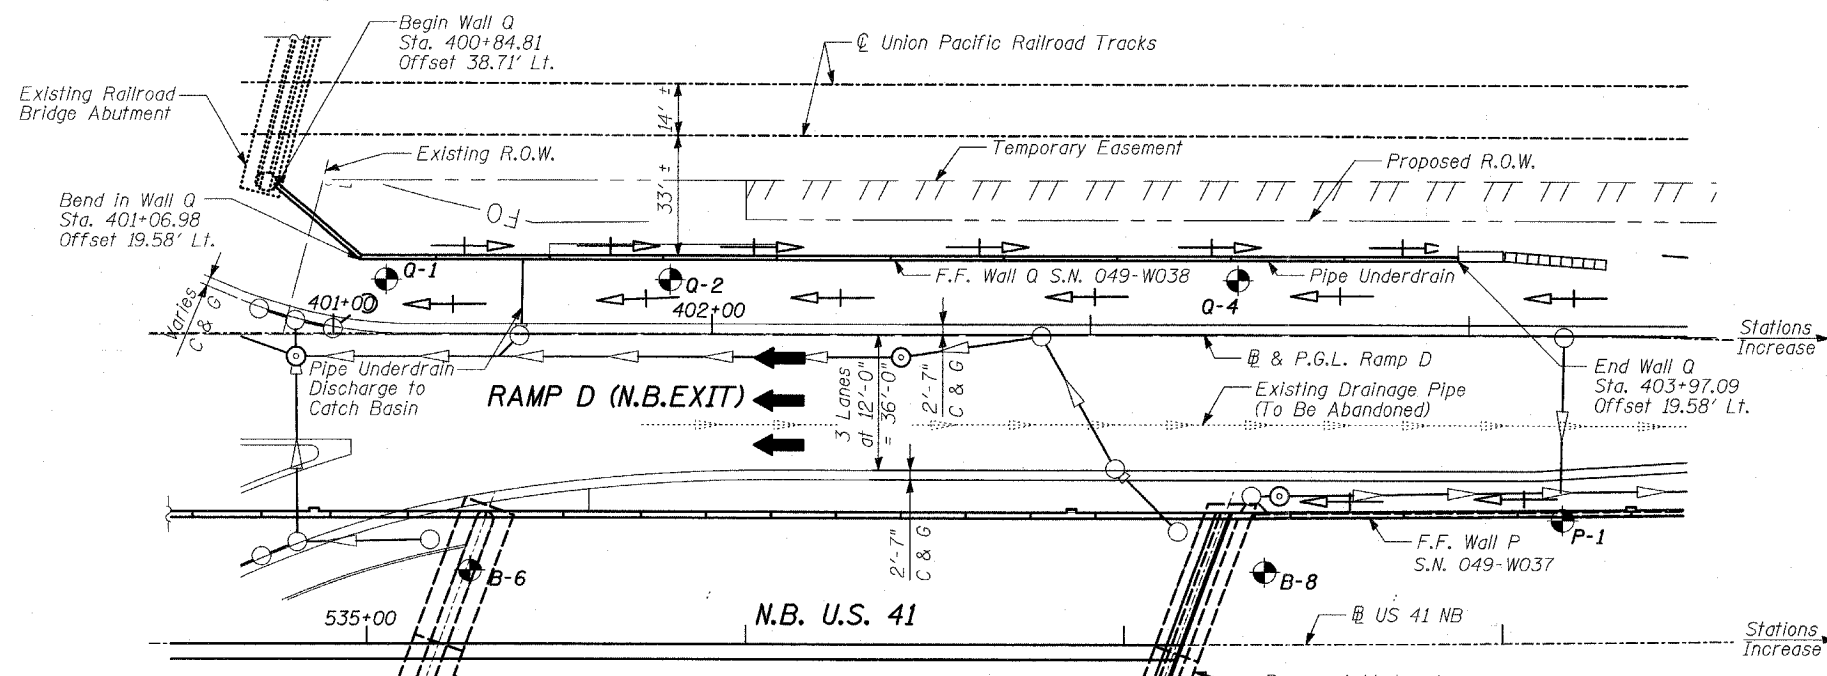 Begin Wall Q
Sta. 400+84.81
Offset 38.71' Lt.
℄ Union Pacific Railroad Tracks
Existing Railroad
Bridge Abutment
14' ±
Existing R.O.W.
Temporary Easement
Proposed R.O.W.
33' ±
Bend in Wall Q
Sta. 401+06.98
Offset 19.58' Lt.
FO
Q-1
Q-2
F.F. Wall Q S.N. 049-W038
Pipe Underdrain
Q-4
401+00
402+00
Varies
C & G
Stations
Increase
Pipe Underdrain
Discharge to
Catch Basin
RAMP D (N.B.EXIT)
3 Lanes
at 12'-0"
= 36'-0"
2'-7"
C & G
B & P.G.L. Ramp D
Existing Drainage Pipe
(To Be Abandoned)
End Wall Q
Sta. 403+97.09
Offset 19.58' Lt.
2'-7"
C & G
F.F. Wall P
S.N. 049-W037
P-1
B-6
B-8
535+00
N.B. U.S. 41
B US 41 NB
Stations
Increase